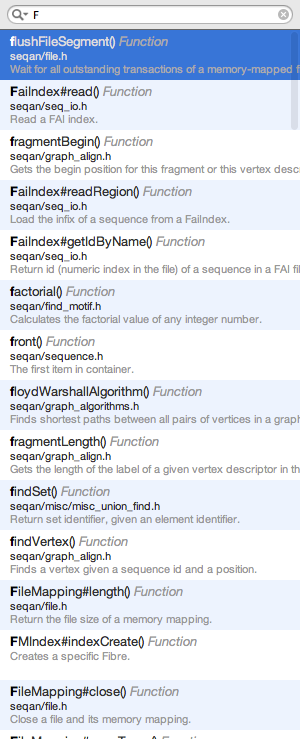 F
flushFileSegment() Function
seqan/file.h
Wait for all outstanding transactions of a memory-mapped f
FaiIndex#read() Function
seqan/seq_io.h
Read a FAI index.
fragmentBegin() Function
seqan/graph_align.h
Gets the begin position for this fragment or this vertex desc
FaiIndex#readRegion() Function
seqan/seq_io.h
Load the infix of a sequence from a FaiIndex.
FaiIndex#getIdByName() Function
seqan/seq_io.h
Return id (numeric index in the file) of a sequence in a FAI fi
factorial() Function
seqan/find_motif.h
Calculates the factorial value of any integer number.
front() Function
seqan/sequence.h
The first item in container.
floydWarshallAlgorithm() Function
seqan/graph_algorithms.h
Finds shortest paths between all pairs of vertices in a graph
fragmentLength() Function
seqan/graph_align.h
Gets the length of the label of a given vertex descriptor in th
findSet() Function
seqan/misc/misc_union_find.h
Return set identifier, given an element identifier.
findVertex() Function
seqan/graph_align.h
Finds a vertex given a sequence id and a position.
FileMapping#length() Function
seqan/file.h
Return the file size of a memory mapping.
FMIndex#indexCreate() Function
Creates a specific Fibre.
FileMapping#close() Function
seqan/file.h
Close a file and its memory mapping.